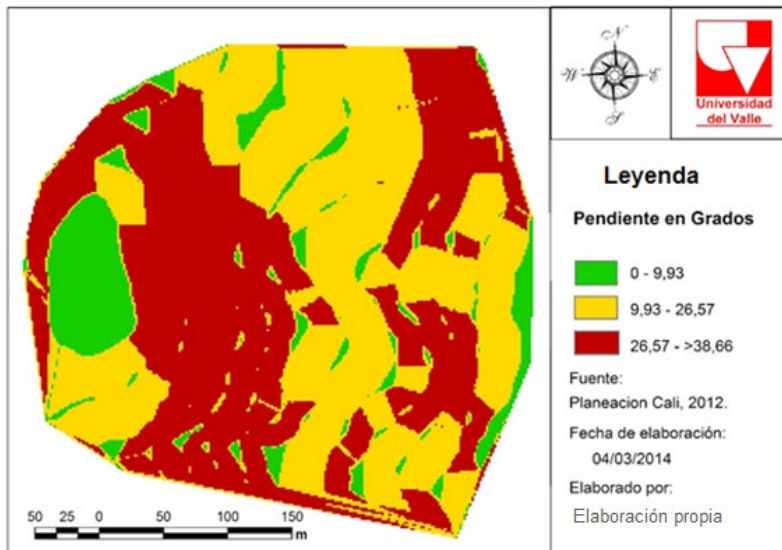 N
W E
S
Universidad
del Valle
Leyenda
Pendiente en Grados
0 - 9,93
9,93 - 26,57
26,57 - >38,66
Fuente:
Planeacion Cali, 2012.
Fecha de elaboración:
04/03/2014
Elaborado por:
Elaboración propia
50 25 0 50 100 150
m